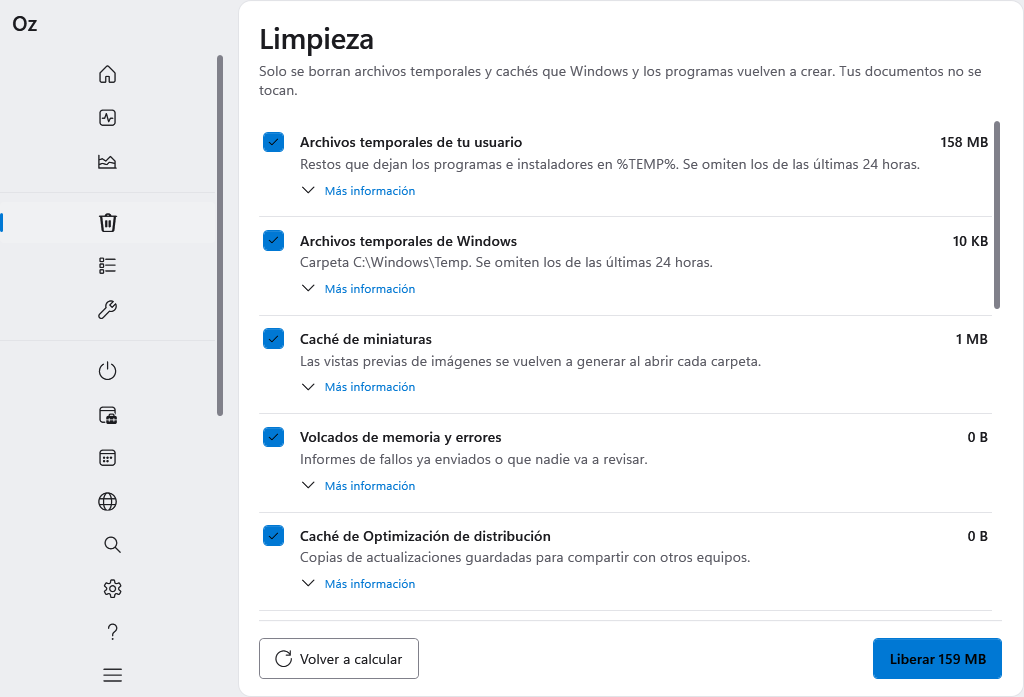 Oz
Limpieza
Solo se borran archivos temporales y cachés que Windows y los programas vuelven a crear. Tus documentos no se
tocan.
Archivos temporales de tu usuario
158 MB
Restos que dejan los programas e instaladores en %TEMP%. Se omiten los de las últimas 24 horas.
Más información
Archivos temporales de Windows
10 KB
Carpeta C:\Windows\Temp. Se omiten los de las últimas 24 horas.
Más información
Caché de miniaturas
1 MB
Las vistas previas de imágenes se vuelven a generar al abrir cada carpeta.
Más información
Volcados de memoria y errores
0 B
Informes de fallos ya enviados o que nadie va a revisar.
Más información
Caché de Optimización de distribución
0 B
Copias de actualizaciones guardadas para compartir con otros equipos.
Más información
Volver a calcular
Liberar 159 MB